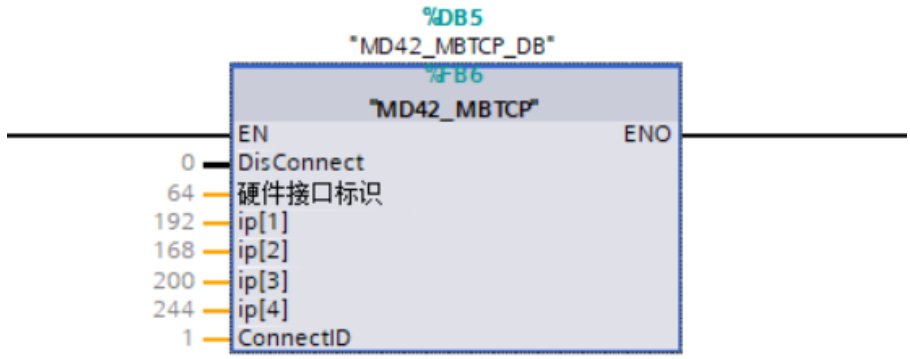 %DB5
"MD42_MBTCP_DB"
%FB6
"MD42_MBTCP"
EN ENO
0 DisConnect
64 硬件接口标识
192 ip[1]
168 ip[2]
200 ip[3]
244 ip[4]
1 ConnectID